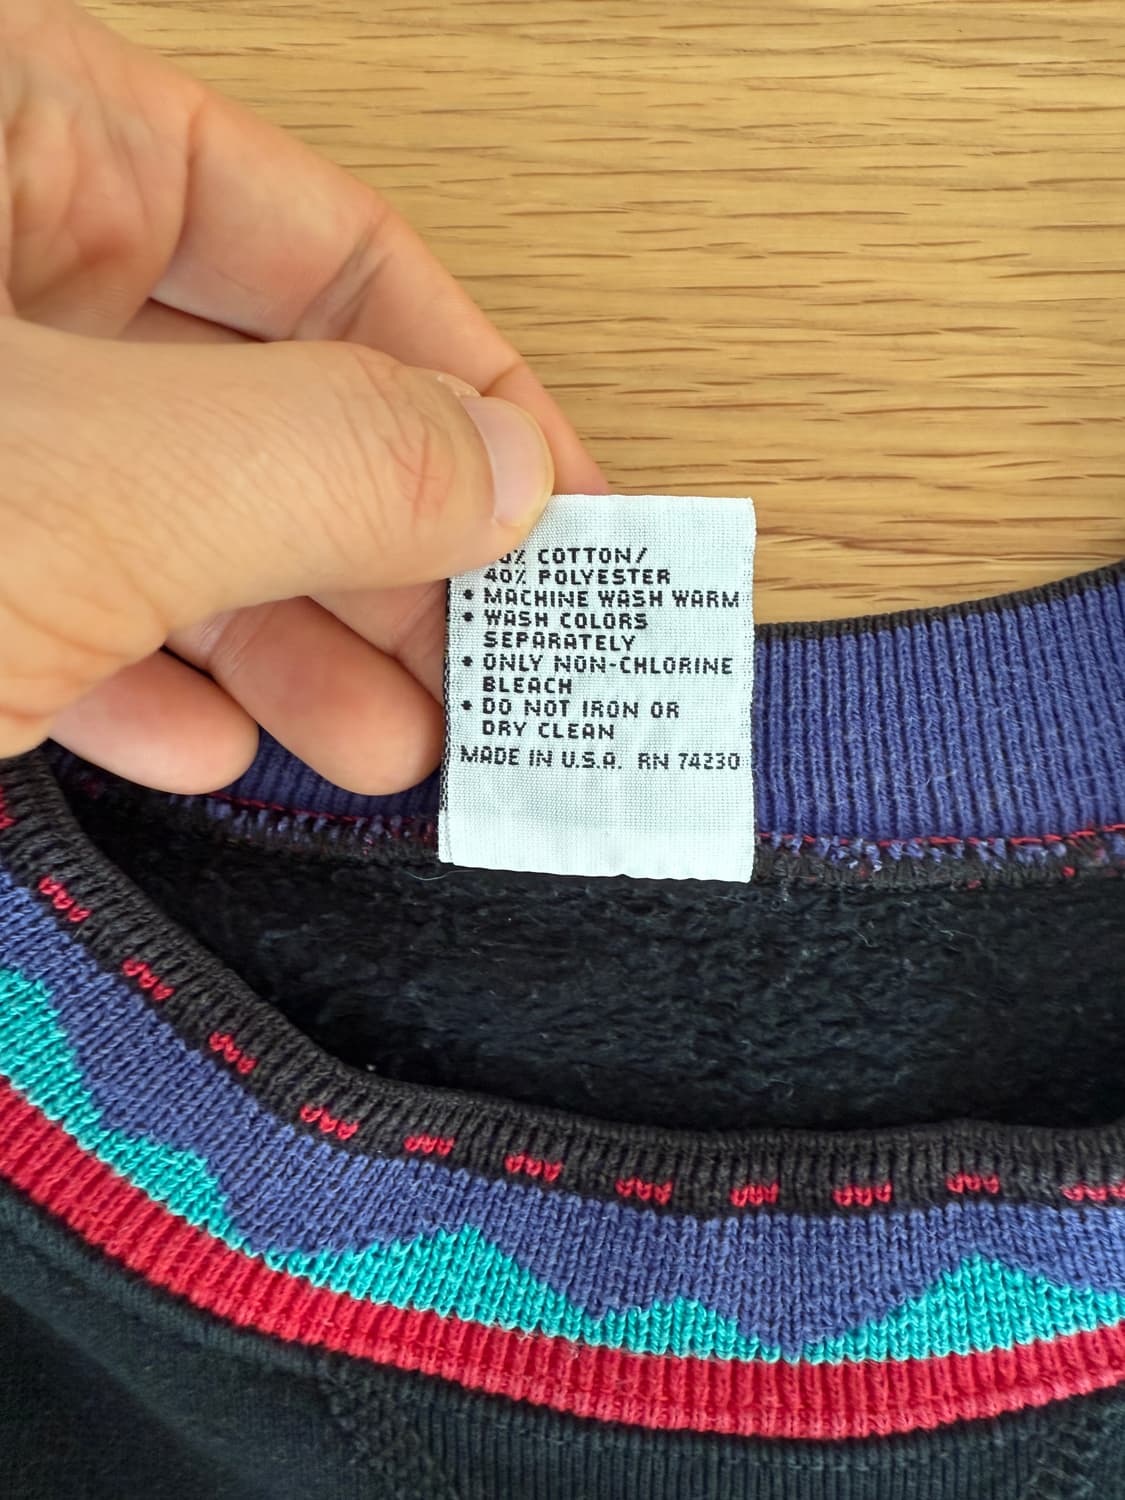 0% COTTON/
40% POLYESTER
• MACHINE WASH WARM
• WASH COLORS
SEPARATELY
• ONLY NON-CHLORINE
BLEACH
• DO NOT IRON OR
DRY CLEAN
MADE IN U.S.A. RN 74230